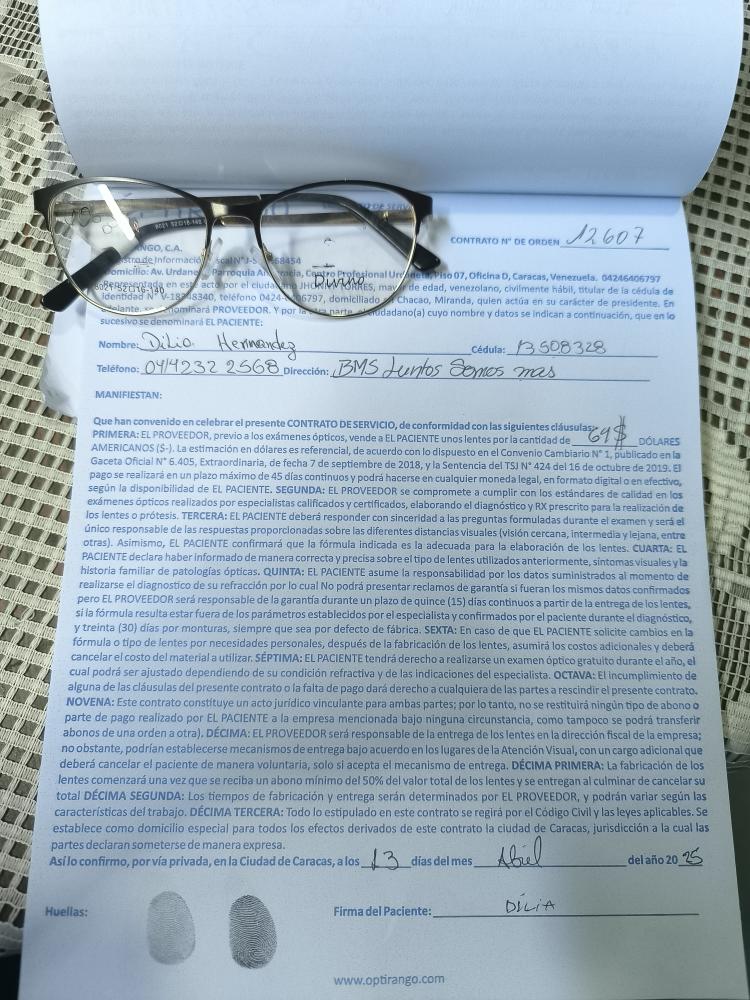 CONTRATO N° DE ORDEN 12607
ANGO, C.A.
8021 52□16-140
Domicilio: Av. Urdane Parroquia Centro Profesional Urdaneta, Piso 07, Oficina D, Caracas, Venezuela. 04246406797
8021 52□16-140
Representada en este acto por el ciudadano mayor de edad, venezolano, civilmente hábil, titular de la cédula de
Divino
identidad N° teléfono 0424- 06797, domiciliado Chacao, Miranda, quien actúa en su carácter de presidente. En
adelante, PROVEEDOR. Y por la otra parte, ciudadano(a) cuyo nombre y datos se indican a continuación, que en lo
sucesivo se denominará EL PACIENTE:
Nombre: Dilia Hernandez Cédula: 13508328
Teléfono: 0414232 2568 Dirección: BMS Juntos Somos mas
MANIFIESTAN:
Que han convenido en celebrar el presente CONTRATO DE SERVICIO, de conformidad con las siguientes cláusulas:
PRIMERA: EL PROVEEDOR, previo a los exámenes ópticos, vende a EL PACIENTE unos lentes por la cantidad de 69$ DÓLARES
AMERICANOS ($-). La estimación en dólares es referencial, de acuerdo con lo dispuesto en el Convenio Cambiario N° 1, publicado en la
Gaceta Oficial N° 6.405, Extraordinaria, de fecha 7 de septiembre de 2018, y la Sentencia del TSJ N° 424 del 16 de octubre de 2019. El
pago se realizará en un plazo máximo de 45 días continuos y podrá hacerse en cualquier moneda legal, en formato digital o en efectivo,
según la disponibilidad de EL PACIENTE. SEGUNDA: EL PROVEEDOR se compromete a cumplir con los estándares de calidad en los
exámenes ópticos realizados por especialistas calificados y certificados, elaborando el diagnóstico y RX prescrito para la realización de
los lentes o prótesis. TERCERA: EL PACIENTE deberá responder con sinceridad a las preguntas formuladas durante el examen y será el
único responsable de las respuestas proporcionadas sobre las diferentes distancias visuales (visión cercana, intermedia y lejana, entre
otras). Asimismo, EL PACIENTE confirmará que la fórmula indicada es la adecuada para la elaboración de los lentes. CUARTA: EL
PACIENTE declara haber informado de manera correcta y precisa sobre el tipo de lentes utilizados anteriormente, síntomas visuales y la
historia familiar de patologías ópticas. QUINTA: EL PACIENTE asume la responsabilidad por los datos suministrados al momento de
realizarse el diagnostico de su refracción por lo cual No podrá presentar reclamos de garantía si fueran los mismos datos confirmados
pero EL PROVEEDOR será responsable de la garantía durante un plazo de quince (15) días continuos a partir de la entrega de los lentes,
si la fórmula resulta estar fuera de los parámetros establecidos por el especialista y confirmados por el paciente durante el diagnóstico,
y treinta (30) días por monturas, siempre que sea por defecto de fábrica. SEXTA: En caso de que EL PACIENTE solicite cambios en la
fórmula o tipo de lentes por necesidades personales, después de la fabricación de los lentes, asumirá los costos adicionales y deberá
cancelar el costo del material a utilizar. SÉPTIMA: EL PACIENTE tendrá derecho a realizarse un examen óptico gratuito durante el año, el
cual podrá ser ajustado dependiendo de su condición refractiva y de las indicaciones del especialista. OCTAVA: El incumplimiento de
alguna de las cláusulas del presente contrato o la falta de pago dará derecho a cualquiera de las partes a rescindir el presente contrato.
NOVENA: Este contrato constituye un acto jurídico vinculante para ambas partes; por lo tanto, no se restituirá ningún tipo de abono o
parte de pago realizado por EL PACIENTE a la empresa mencionada bajo ninguna circunstancia, como tampoco se podrá transferir
abonos de una orden a otra). DÉCIMA: EL PROVEEDOR será responsable de la entrega de los lentes en la dirección fiscal de la empresa;
no obstante, podrían establecerse mecanismos de entrega bajo acuerdo en los lugares de la Atención Visual, con un cargo adicional que
deberá cancelar el paciente de manera voluntaria, solo si acepta el mecanismo de entrega. DÉCIMA PRIMERA: La fabricación de los
lentes comenzará una vez que se reciba un abono mínimo del 50% del valor total de los lentes y se entregan al culminar de cancelar su
total DÉCIMA SEGUNDA: Los tiempos de fabricación y entrega serán determinados por EL PROVEEDOR, y podrán variar según las
características del trabajo. DÉCIMA TERCERA: Todo lo estipulado en este contrato se regirá por el Código Civil y las leyes aplicables. Se
establece como domicilio especial para todos los efectos derivados de este contrato la ciudad de Caracas, jurisdicción a la cual las
partes declaran someterse de manera expresa.
Así lo confirmo, por vía privada, en la Ciudad de Caracas, a los 13 días del mes Abril del año 2025
Huellas: Firma del Paciente: DILIA
www.optirango.com